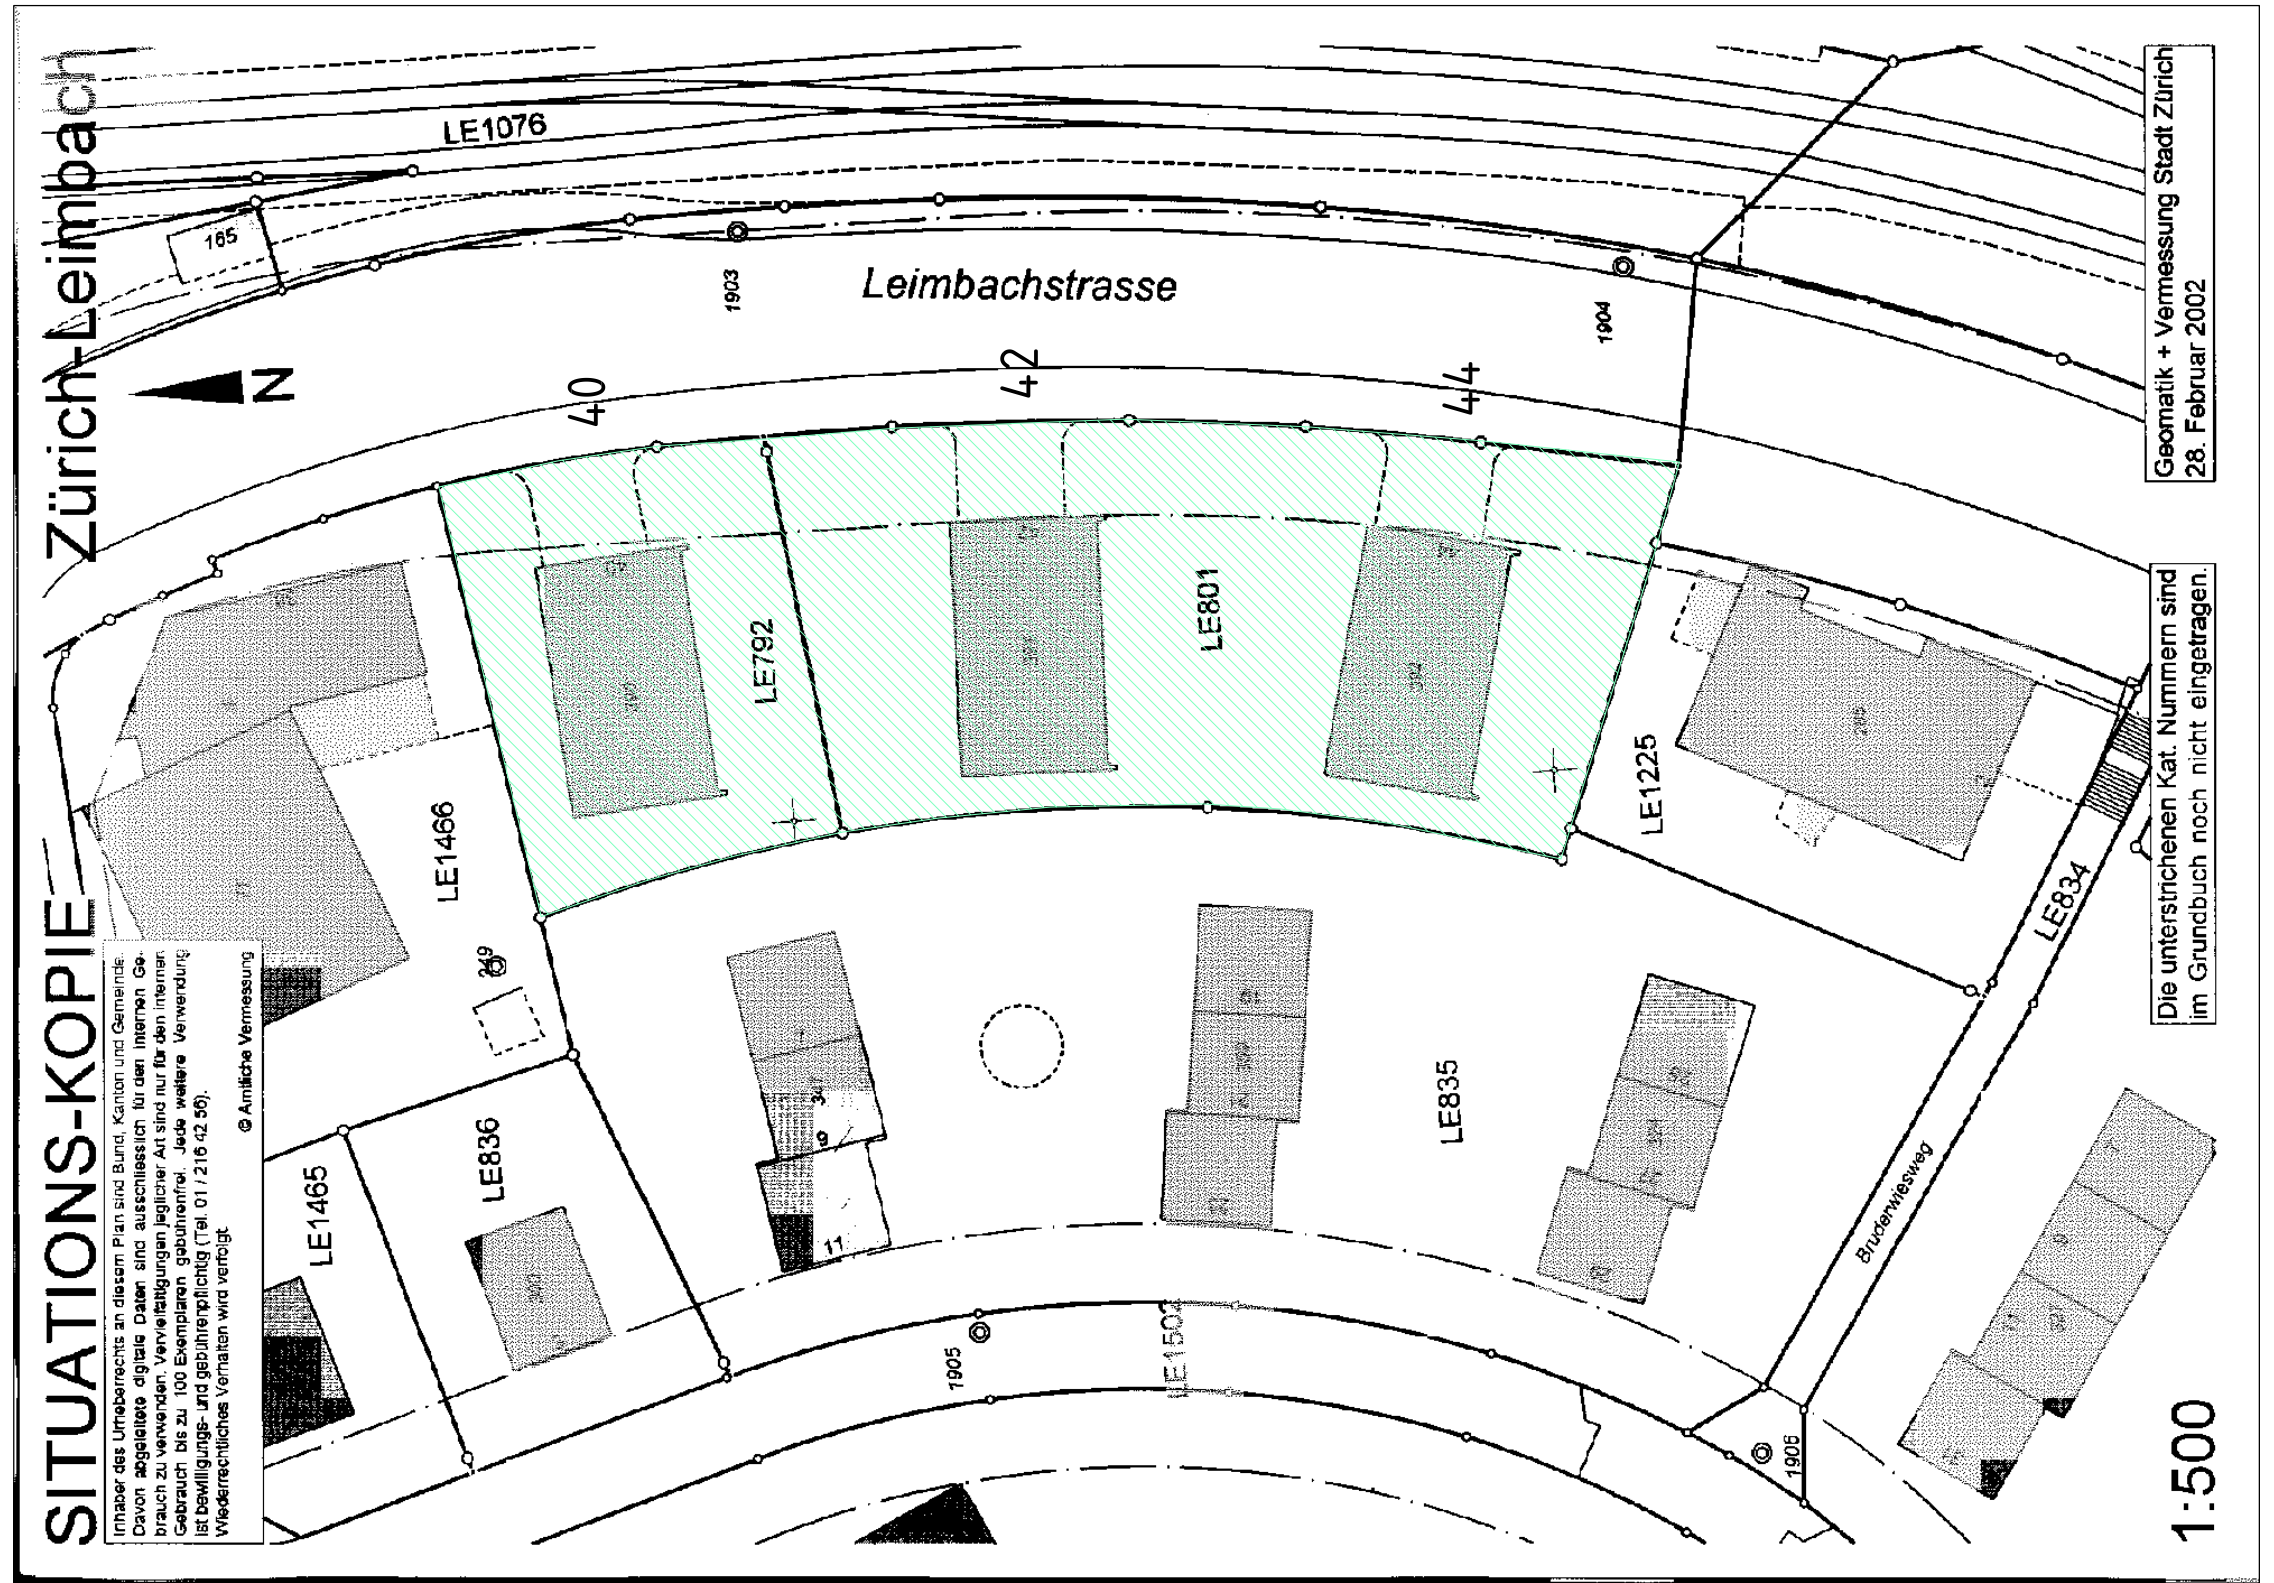 SITUATIONS-KOPIE
Zürich-Leimbach
Inhaber des Urheberrechts an diesem Plan sind Bund, Kanton und Gemeinde.
Davon abgeleitete digitale Daten sind ausschliesslich für den internen Ge-
brauch zu verwenden. Vervielfältigungen jeglicher Art sind nur für den internen
Gebrauch bis zu 100 Exemplaren gebührenfrei. Jede weitere Verwendung
ist bewilligungs- und gebührenpflichtig (Tel. 01 / 216 42 56).
Wiederrechtliches Verhalten wird verfolgt
© Amtliche Vermessung
N
165
LE1076
1903
Leimbachstrasse
1904
40
42
44
LE792
LE801
LE1466
LE1225
249
LE834
LE836
LE1465
LE835
11
Bruderwiesweg
1905
LE1502
1906
Geomatik + Vermessung Stadt Zürich
28. Februar 2002
Die unterstrichenen Kat. Nummern sind
im Grundbuch noch nicht eingetragen.
1:500